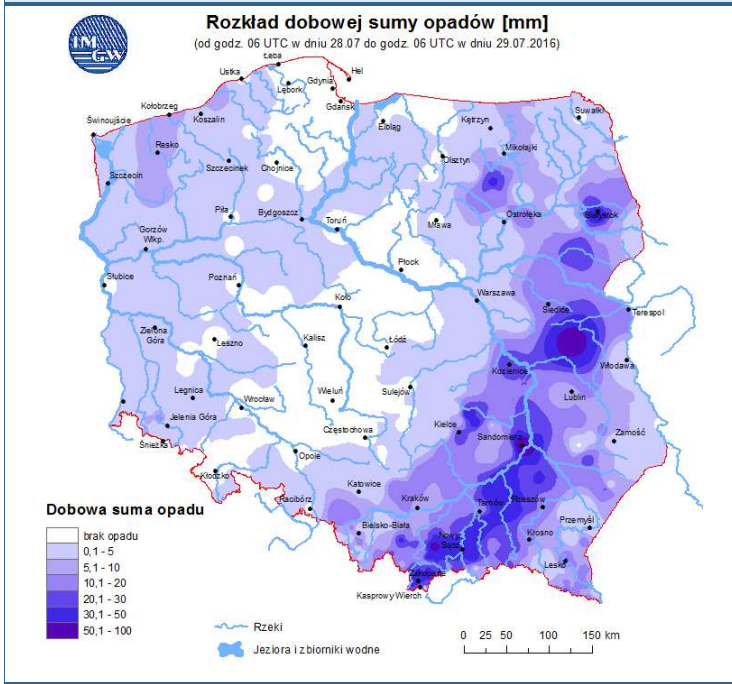 Rozkład dobowej sumy opadów [mm]
(od godz. 06 UTC w dniu 28.07 do godz. 06 UTC w dniu 29.07.2016)
IM
GW
Łeba
Ustka
Hel
Gdynia
Lębork
Gdańsk
Kołobrzeg
Koszalin
Suwałki
Świnoujście
Elbląg
Kętrzyn
Resko
Mikołajki
Olsztyn
Szczecinek
Chojnice
Szczecin
Piła
Bydgoszcz
Toruń
Mława
Ostrołęka
Białystok
Gorzów
Wlkp.
Płock
Słubice
Poznań
Koło
Warszawa
Siedlce
Terespol
Zielona
Góra
Leszno
Kalisz
Łódź
Kozienice
Włodawa
Legnica
Wrocław
Wieluń
Sulejów
Lublin
Jelenia Góra
Częstochowa
Kielce
Sandomierz
Zamość
Śnieżka
Opole
Kłodzko
Katowice
Racibórz
Kraków
Tarnów
Rzeszów
Przemyśl
Bielsko-Biała
Nowy
Sącz
Krosno
Lesko
Zakopane
Kasprowy Wierch
Dobowa suma opadu
brak opadu
0,1 - 5
5,1 - 10
10,1 - 20
20,1 - 30
30,1 - 50
50,1 - 100
Rzeki
Jeziora i zbiorniki wodne
0 25 50 100 150 km